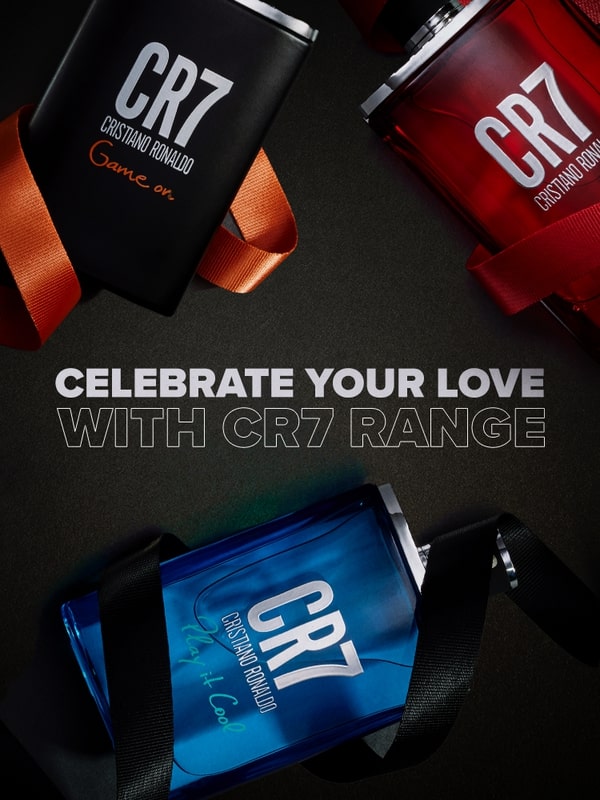 CR7
CRISTIANO RONALDO
Game on
CR7
CRISTIANO
CELEBRATE YOUR LOVE
WITH CR7 RANGE
CR7
CRISTIANO RONALDO
Play it Cool